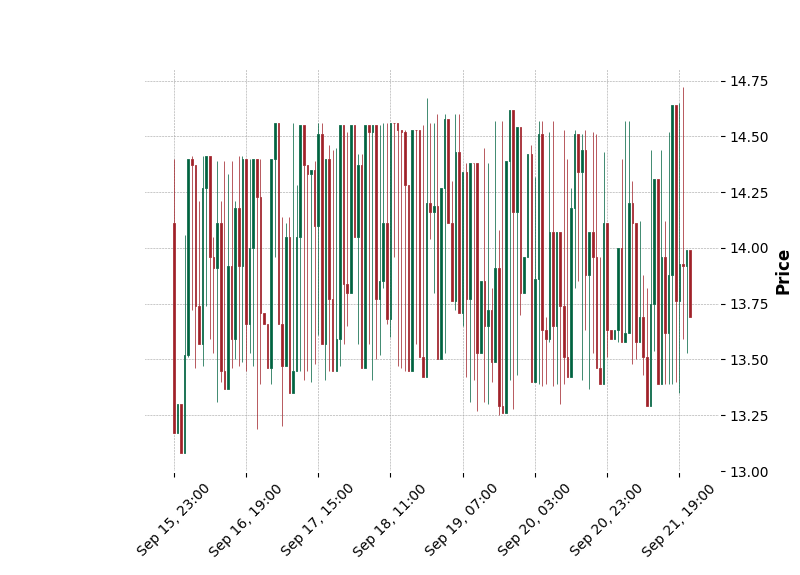 14.75
14.50
14.25
14.00
13.75
13.50
13.25
13.00
Price
Sep 15, 23:00
Sep 16, 19:00
Sep 17, 15:00
Sep 18, 11:00
Sep 19, 07:00
Sep 20, 03:00
Sep 20, 23:00
Sep 21, 19:00